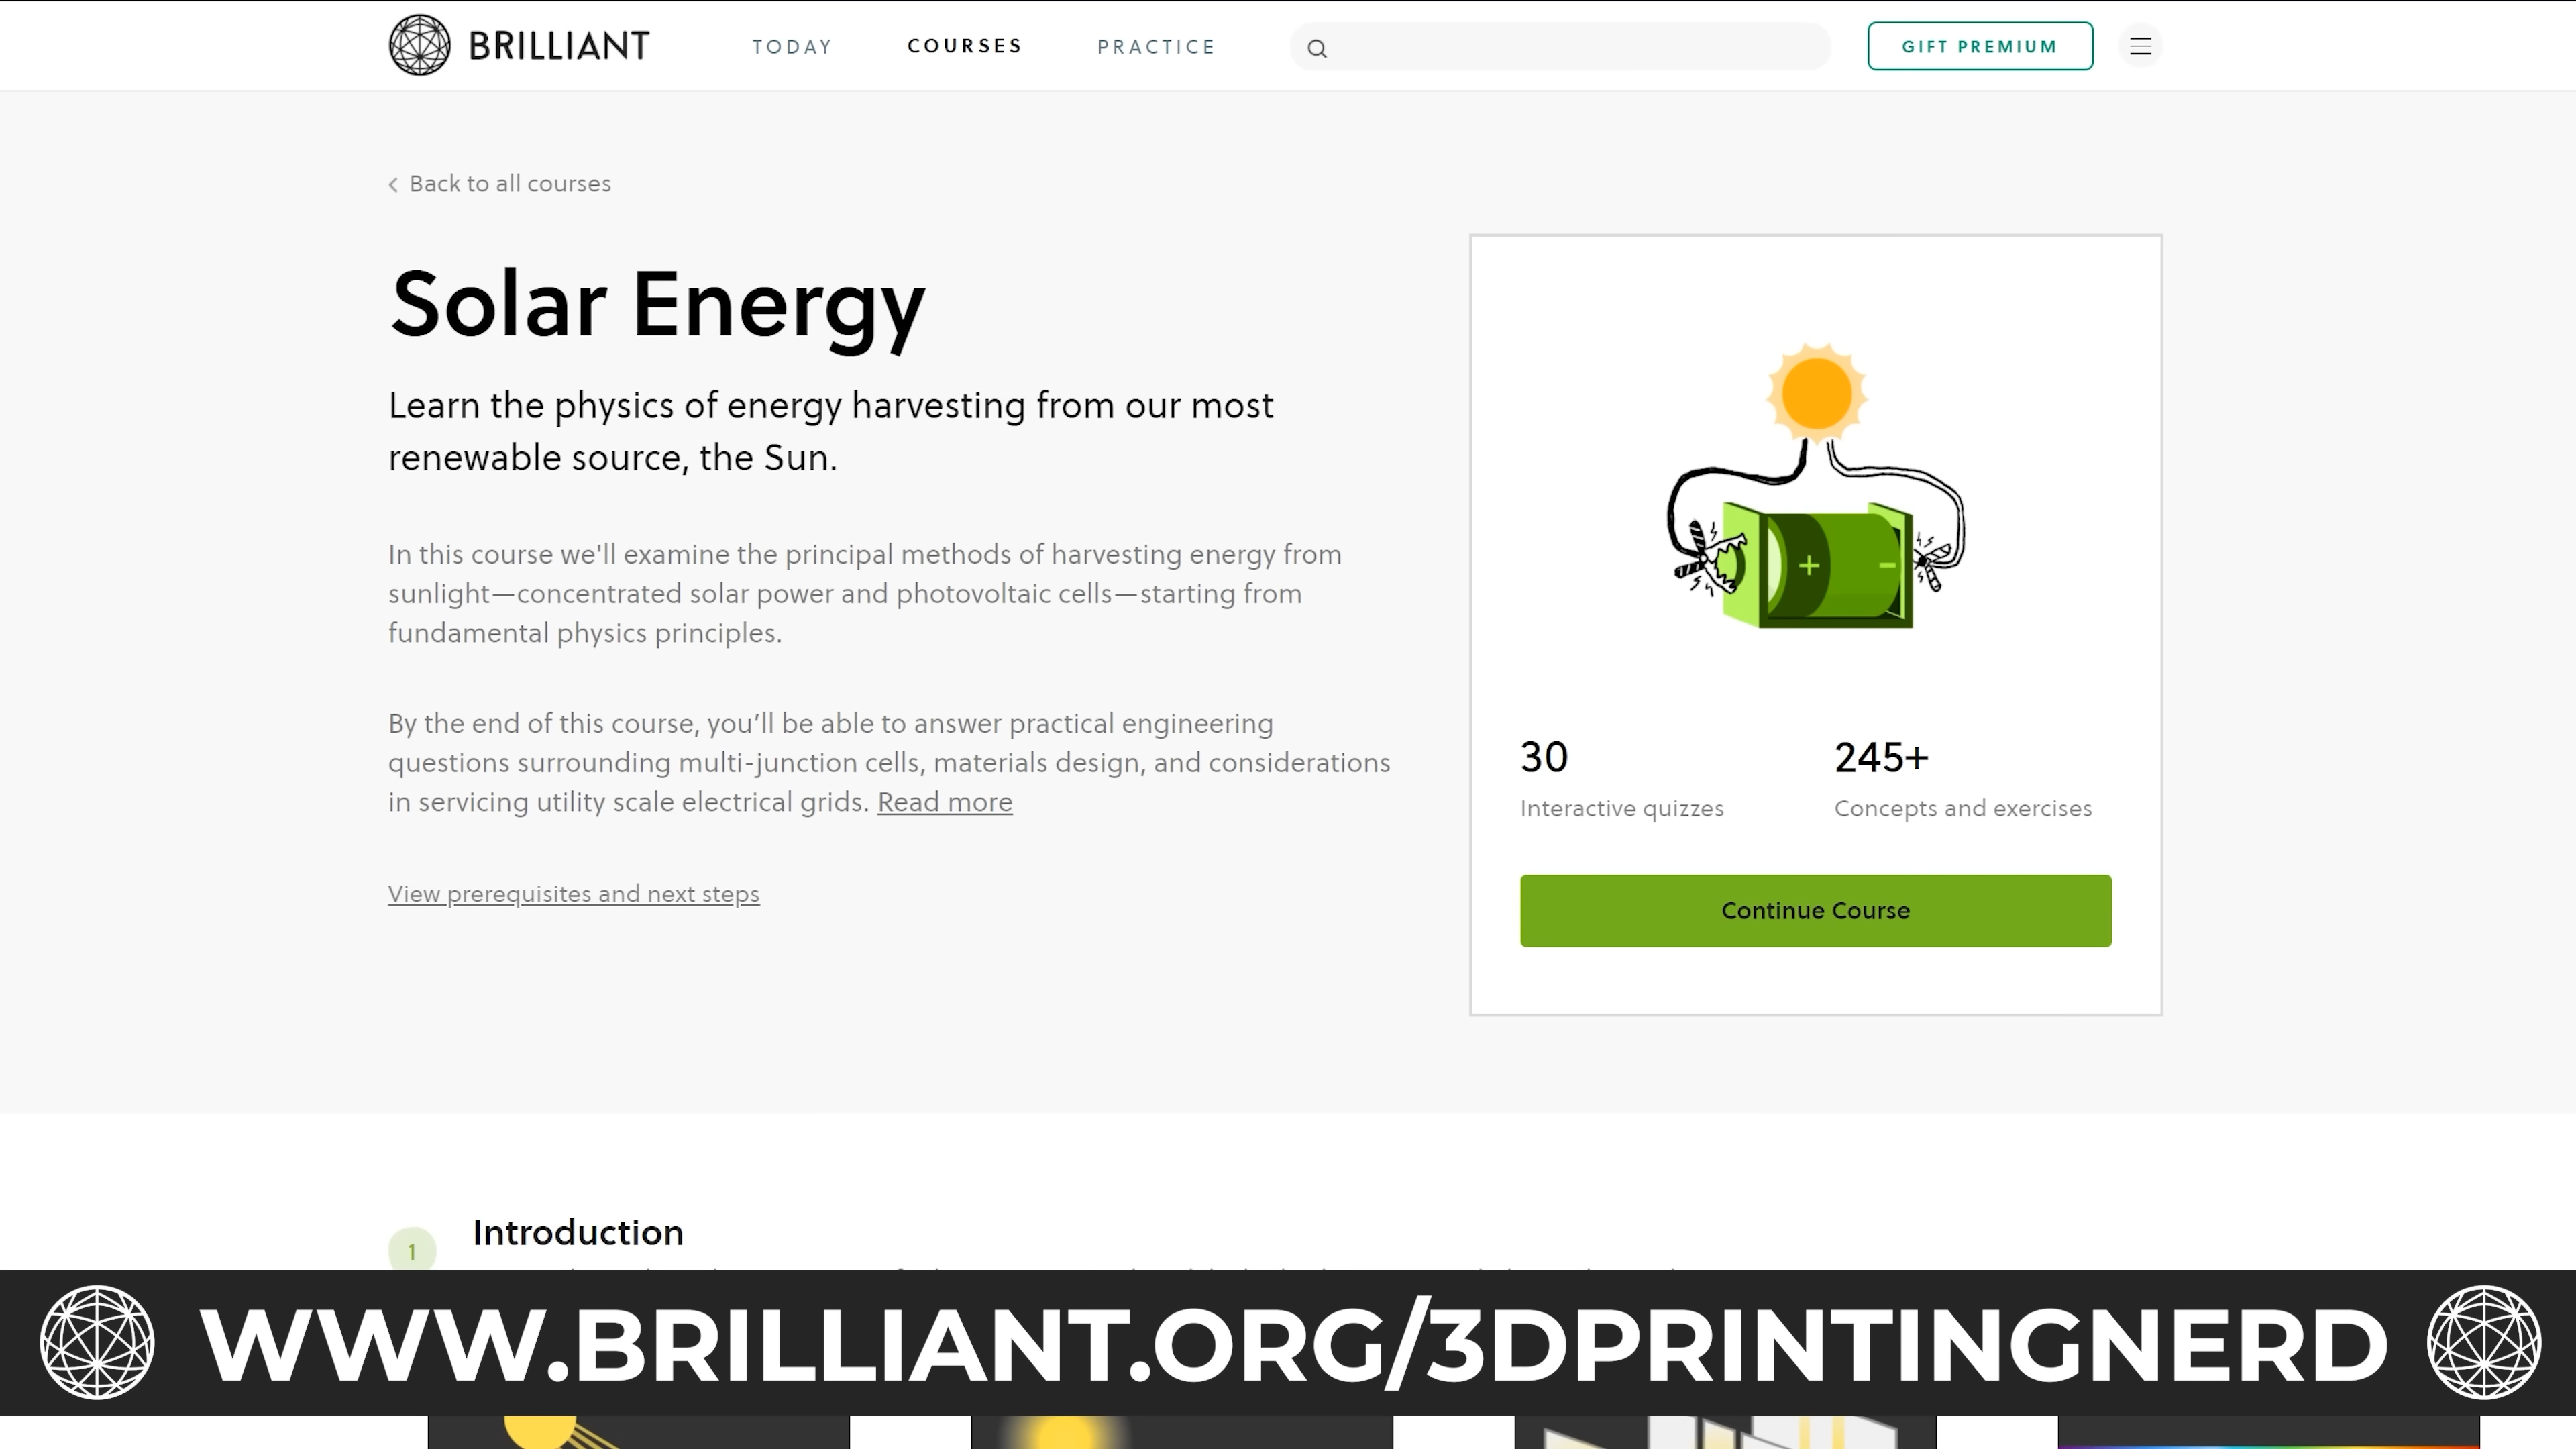 BRILLIANT
TODAY
COURSES
PRACTICE
GIFT PREMIUM
Back to all courses
Solar Energy
Learn the physics of energy harvesting from our most
renewable source, the Sun.
In this course we'll examine the principal methods of harvesting energy from
sunlight—concentrated solar power and photovoltaic cells—starting from
fundamental physics principles.
By the end of this course, you’ll be able to answer practical engineering
questions surrounding multi-junction cells, materials design, and considerations
in servicing utility scale electrical grids. Read more
View prerequisites and next steps
+ −
30
Interactive quizzes
245+
Concepts and exercises
Continue Course
1
Introduction
WWW.BRILLIANT.ORG/3DPRINTINGNERD